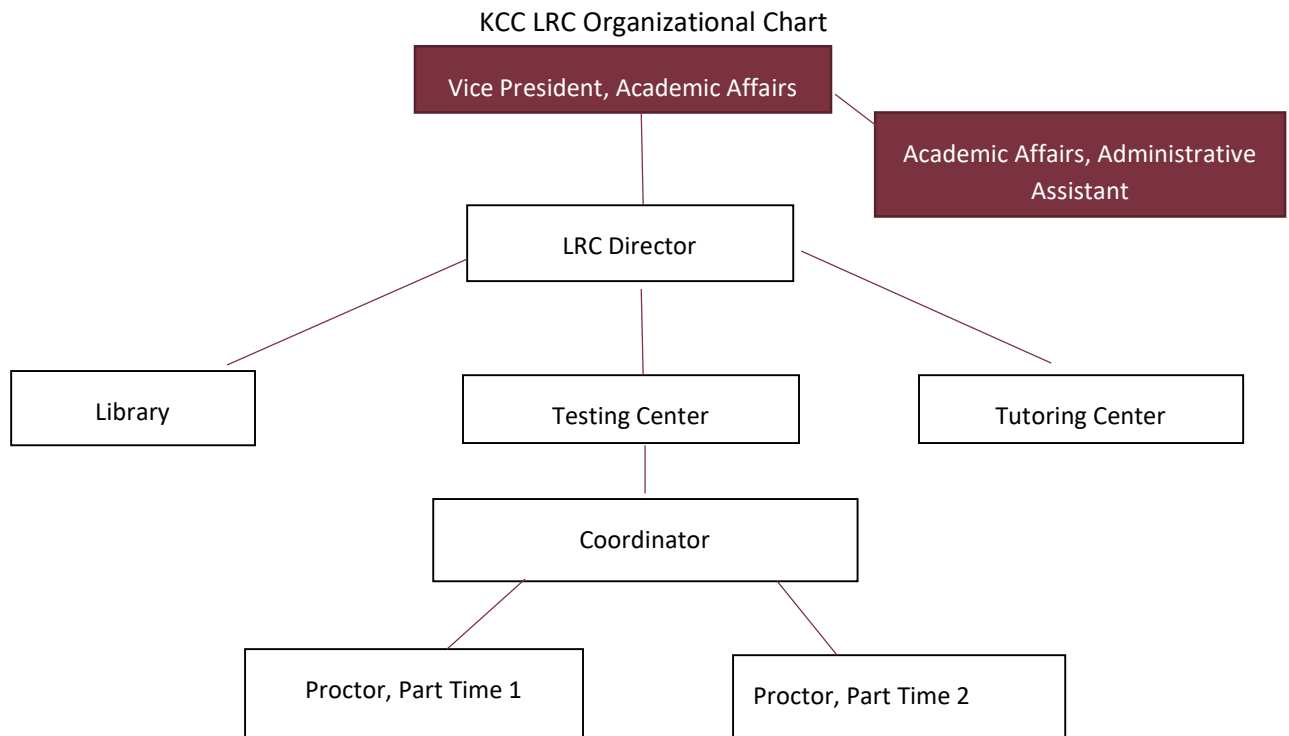 KCC LRC Organizational Chart
Vice President, Academic Affairs
Academic Affairs, Administrative
Assistant
LRC Director
Library
Testing Center
Tutoring Center
Coordinator
Proctor, Part Time 1
Proctor, Part Time 2